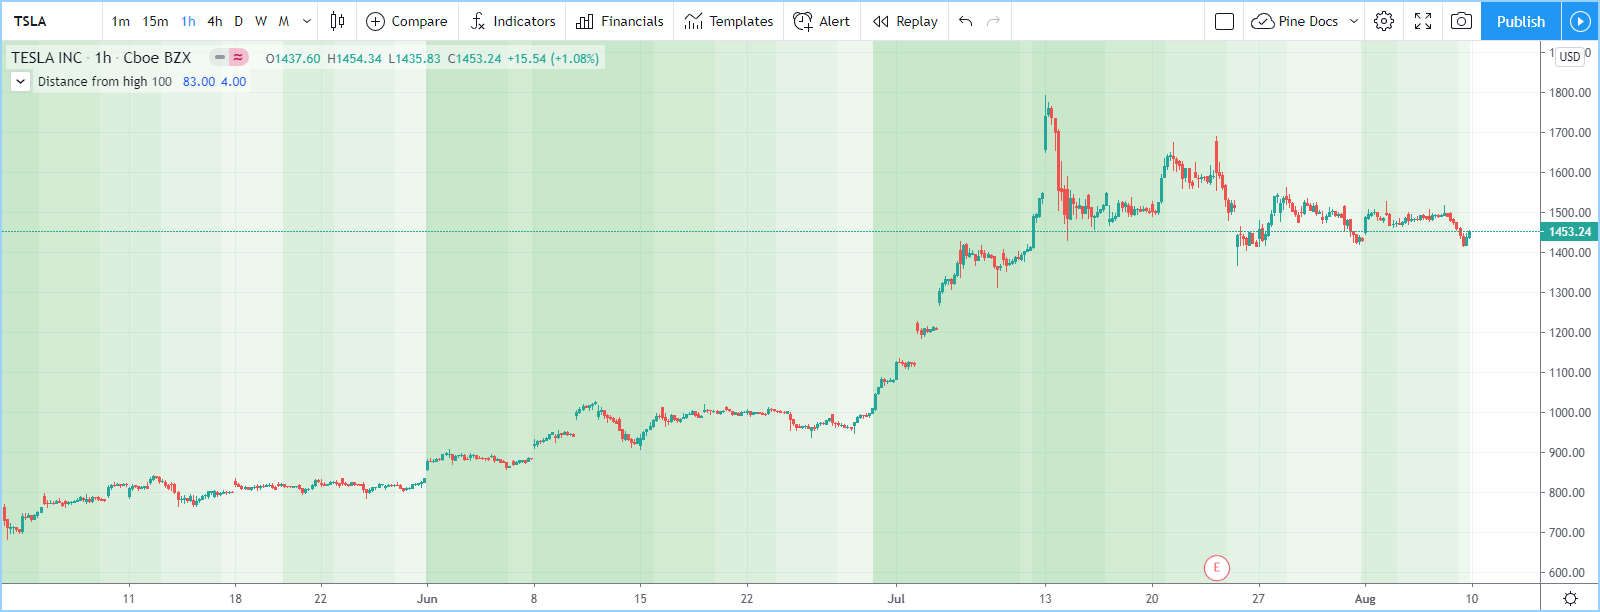 TSLA 1m 15m 1h 4h D W M Compare Indicators Financials Templates Alert Replay Pine Docs Publish
TESLA INC · 1h · Cboe BZX O1437.60 H1454.34 L1435.83 C1453.24 +15.54 (+1.08%)
USD
Distance from high 100 83.00 4.00
1800.00
1700.00
1600.00
1500.00
1453.24
1400.00
1300.00
1200.00
1100.00
1000.00
900.00
800.00
700.00
E
600.00
11 18 22 Jun 8 15 22 Jul 13 20 27 Aug 10